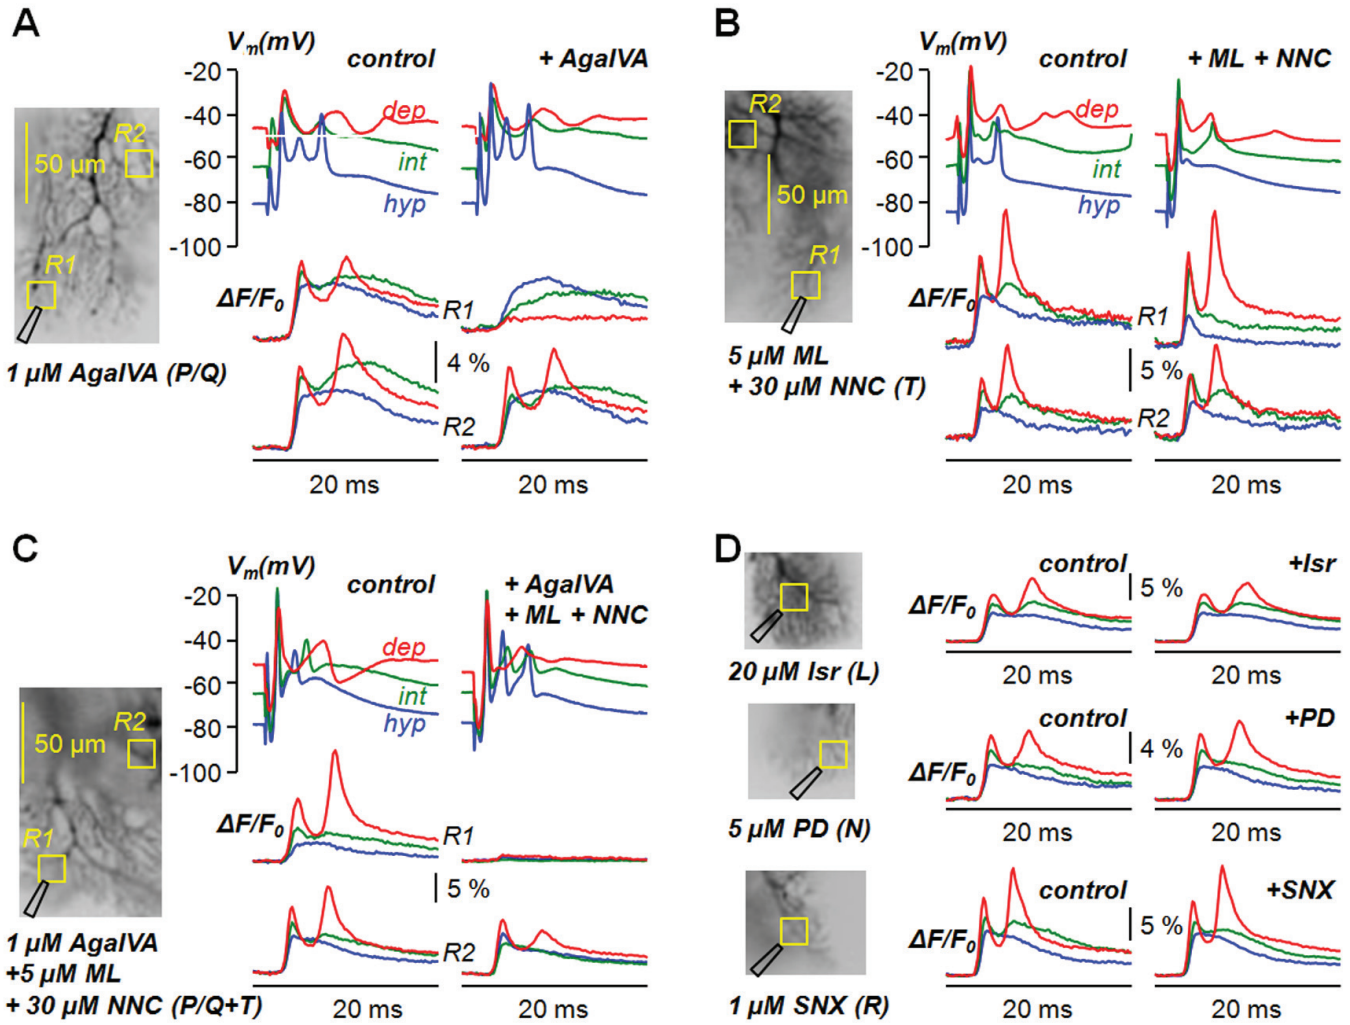 A
Vm(mV)
control
+ AgaIVA
-20
-40
-60
-80
-100
dep
int
hyp
R2
50 µm
R1
ΔF/F0
R1
4 %
R2
1 µM AgaIVA (P/Q)
20 ms
20 ms
B
Vm(mV)
control
+ ML + NNC
-20
-40
-60
-80
-100
dep
int
hyp
R2
50 µm
R1
ΔF/F0
R1
5 %
R2
5 µM ML
+ 30 µM NNC (T)
20 ms
20 ms
C
Vm(mV)
control
+ AgaIVA
+ ML + NNC
-20
-40
-60
-80
-100
dep
int
hyp
R2
50 µm
R1
ΔF/F0
R1
5 %
R2
1 µM AgaIVA
+5 µM ML
+ 30 µM NNC (P/Q+T)
20 ms
20 ms
D
control
5 %
+Isr
ΔF/F0
20 µM Isr (L)
20 ms
20 ms
control
4 %
+PD
ΔF/F0
5 µM PD (N)
20 ms
20 ms
control
5 %
+SNX
ΔF/F0
1 µM SNX (R)
20 ms
20 ms